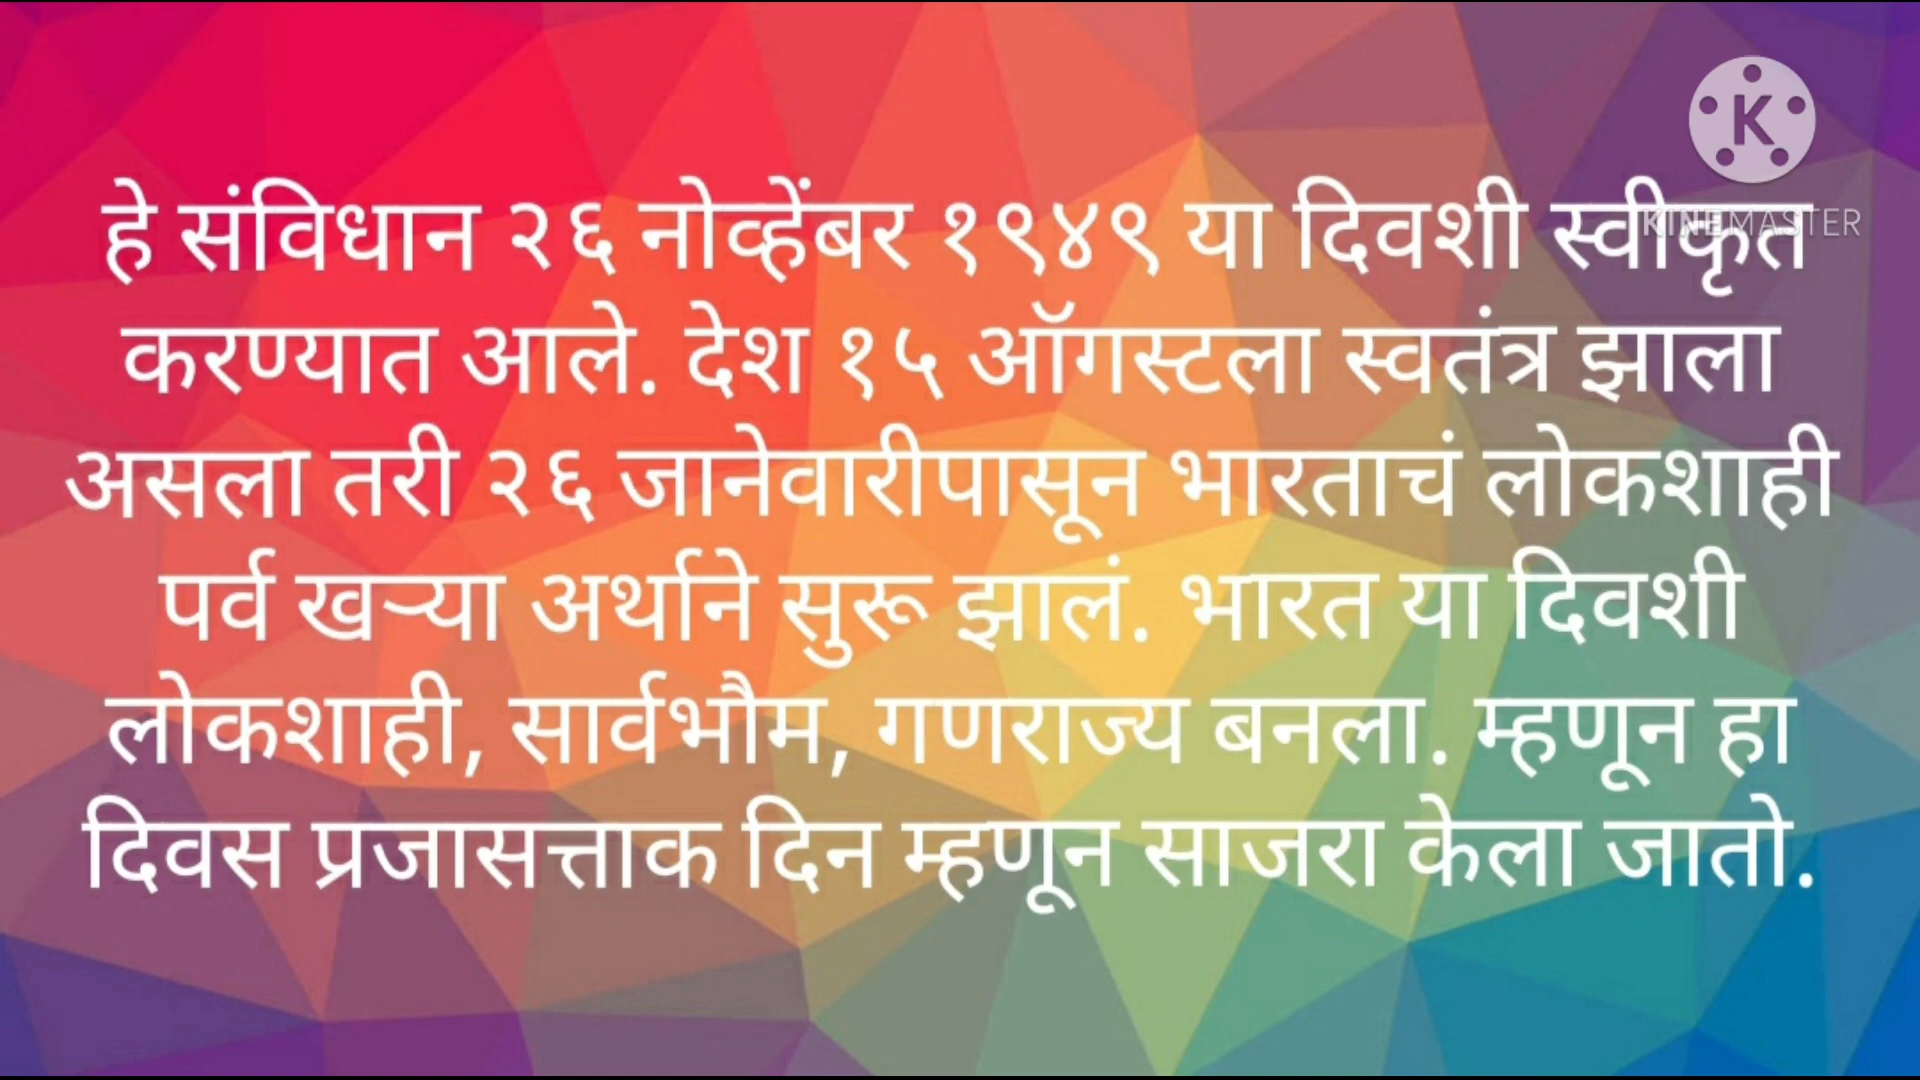 K
KINEMASTER
हे संविधान २६ नोव्हेंबर १९४९ या दिवशी स्वीकृत
करण्यात आले. देश १५ ऑगस्टला स्वतंत्र झाला
असला तरी २६ जानेवारीपासून भारताचं लोकशाही
पर्व खऱ्या अर्थाने सुरू झालं. भारत या दिवशी
लोकशाही, सार्वभौम, गणराज्य बनला. म्हणून हा
दिवस प्रजासत्ताक दिन म्हणून साजरा केला जातो.